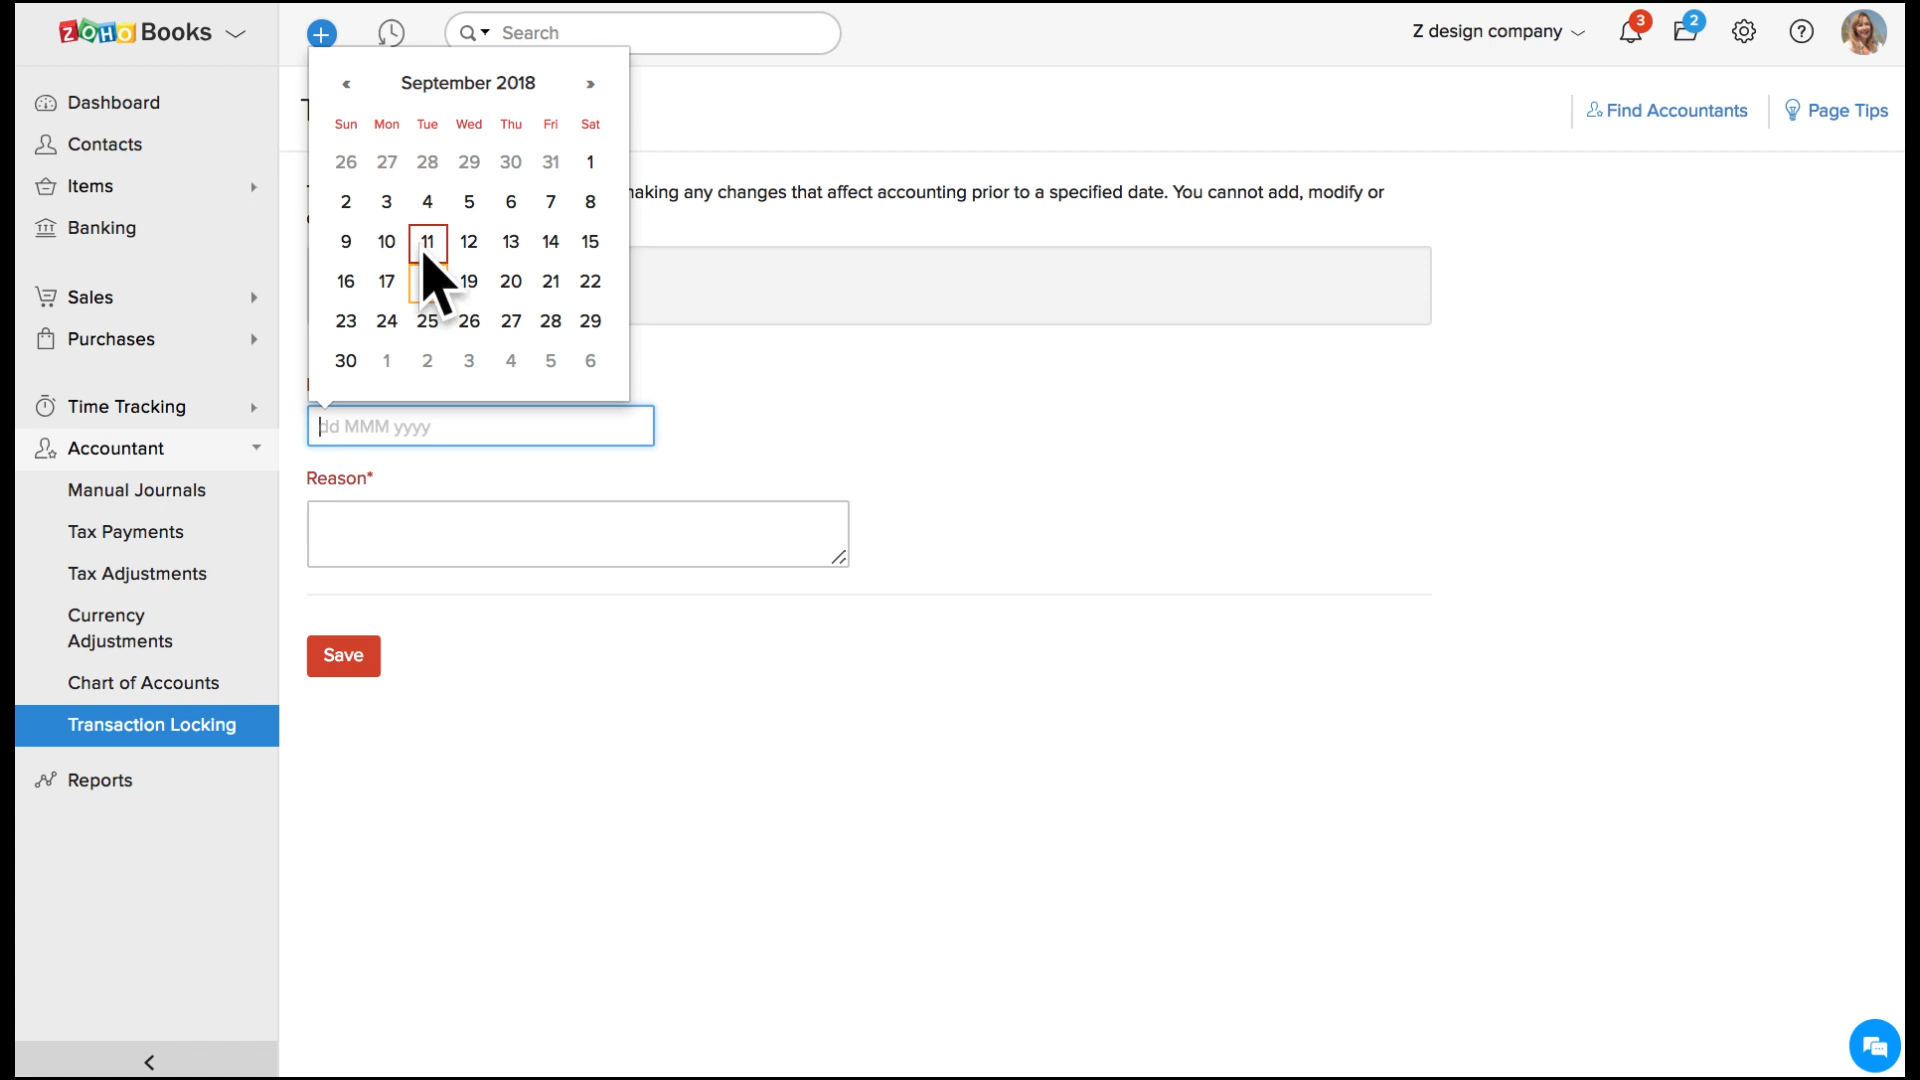 ZOHO Books
Search
Z design company
3
2
?
Dashboard
Contacts
Items
Banking
Sales
Purchases
Time Tracking
Accountant
Manual Journals
Tax Payments
Tax Adjustments
Currency
Adjustments
Chart of Accounts
Transaction Locking
Reports
« September 2018 »
Sun Mon Tue Wed Thu Fri Sat
26 27 28 29 30 31 1
2 3 4 5 6 7 8
9 10 11 12 13 14 15
16 17 19 20 21 22
23 24 25 26 27 28 29
30 1 2 3 4 5 6
Find Accountants
Page Tips
any changes that affect accounting prior to a specified date. You cannot add, modify or
dd MMM yyyy
Reason*
Save